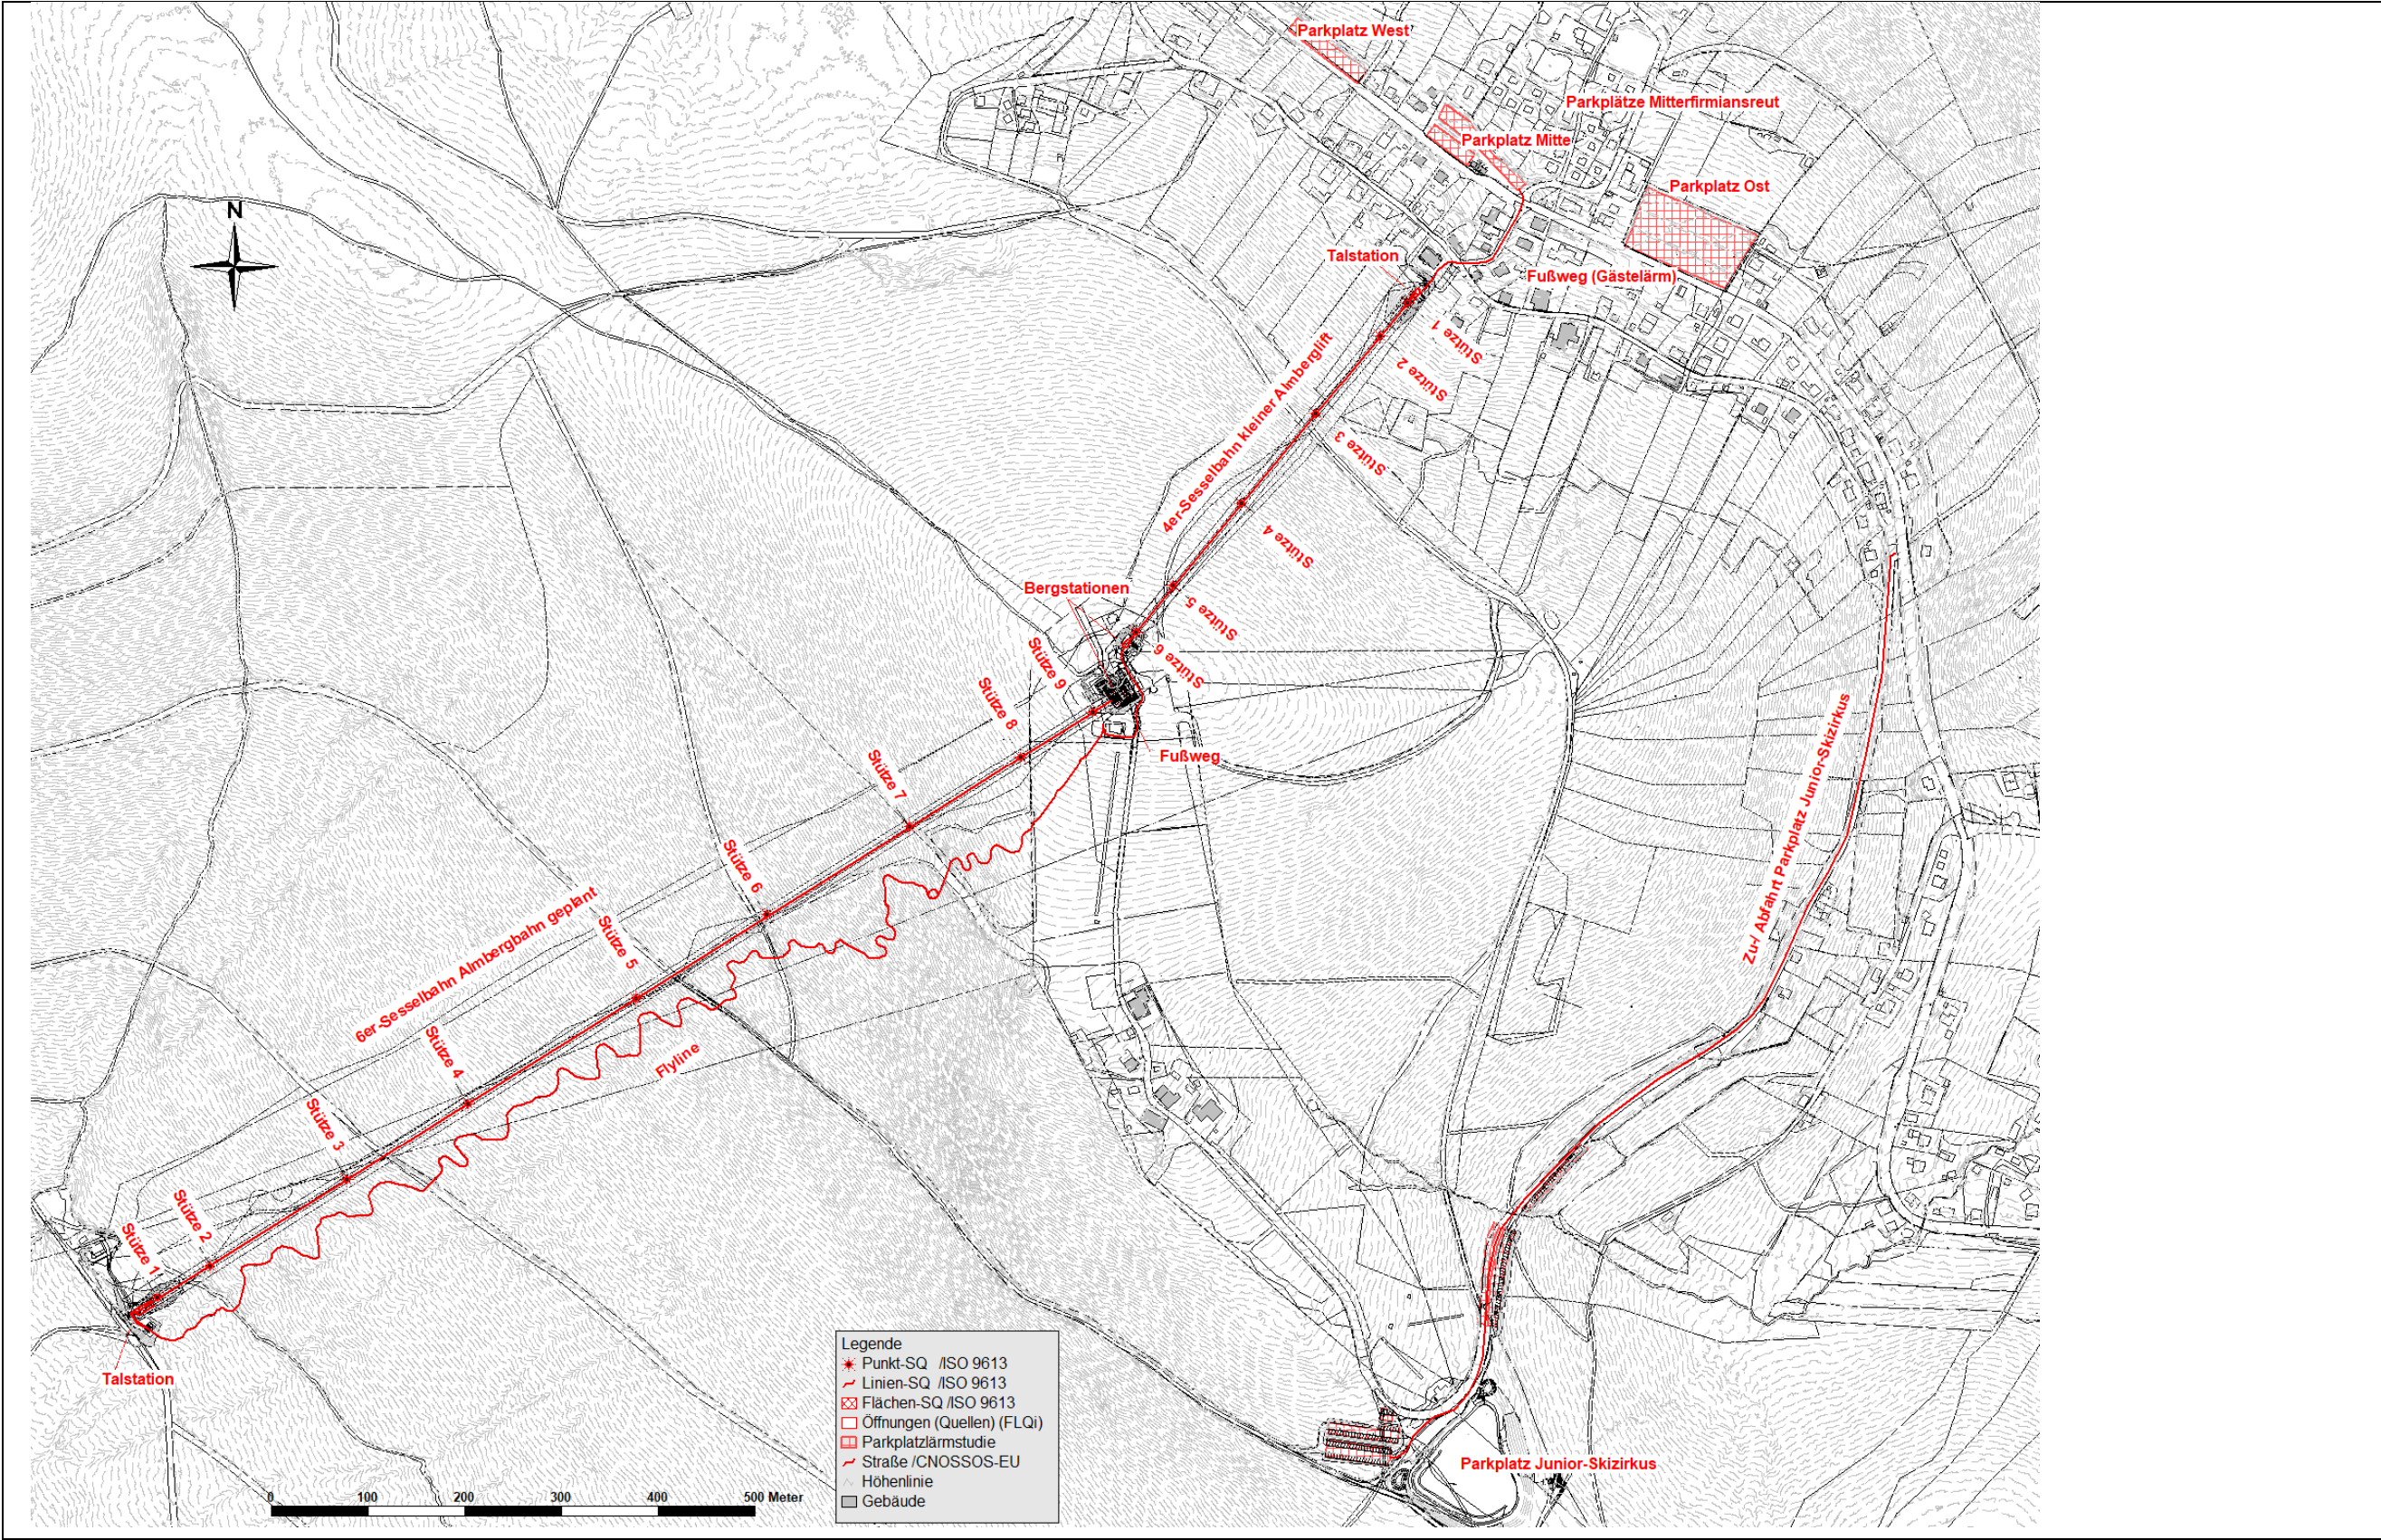 Parkplatz West
Parkplätze Mitterfirmiansreut
Parkplatz Mitte
Parkplatz Ost
N
Talstation
Fußweg (Gästelärm)
Stütze 1
Stütze 2
4er-Sesselbahn kleiner Almberglift
Stütze 3
Stütze 4
Bergstationen
Stütze 5
Stütze 6
Stütze 9
Stütze 8
Fußweg
Stütze 7
Zu-/ Abfahrt Parkplatz Junior-Skizirkus
Stütze 6
6er-Sesselbahn Almbergbahn geplant
Stütze 5
Stütze 4
Flyline
Stütze 3
Stütze 2
Stütze 1
Talstation
Legende
Punkt-SQ /ISO 9613
Linien-SQ /ISO 9613
Flächen-SQ /ISO 9613
Öffnungen (Quellen) (FLQi)
Parkplatzlärmstudie
Straße /CNOSSOS-EU
Höhenlinie
Gebäude
Parkplatz Junior-Skizirkus
0 100 200 300 400 500 Meter